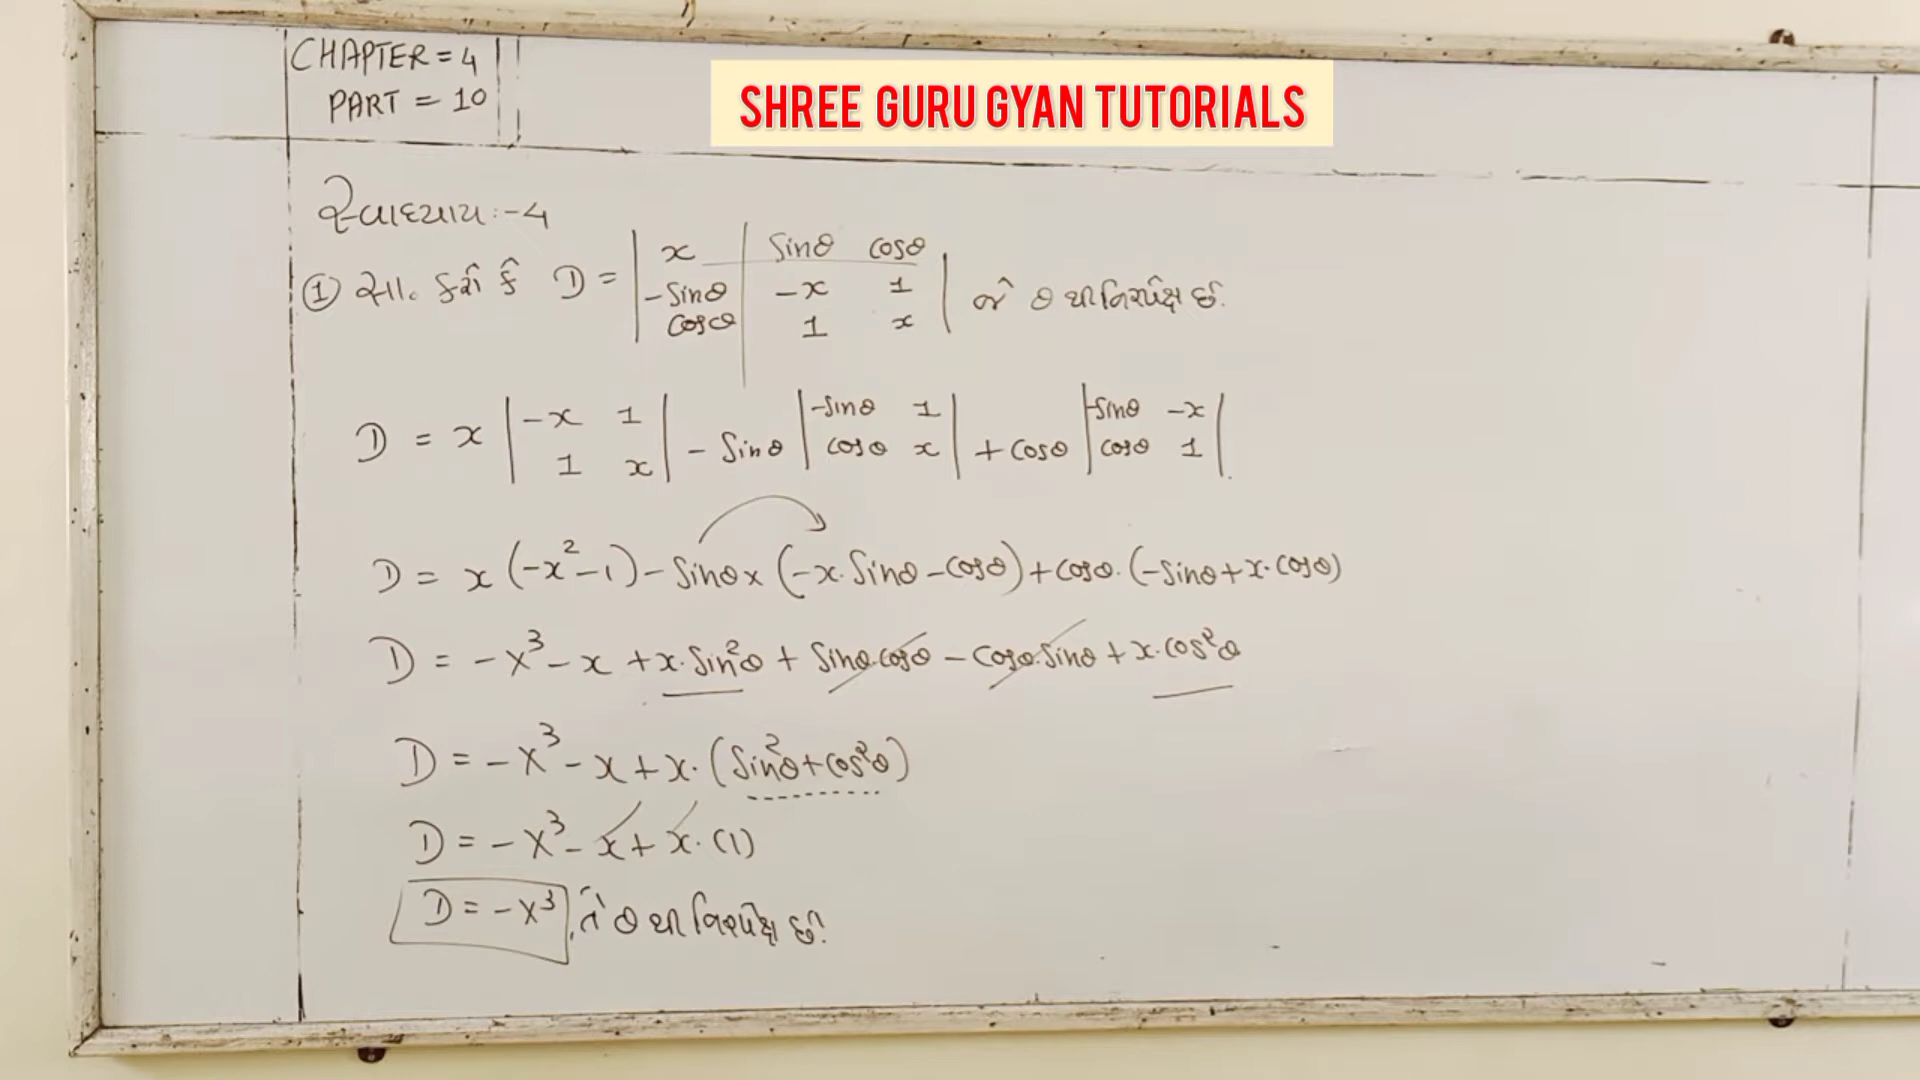 CHAPTER = 4
PART = 10
SHREE GURU GYAN TUTORIALS
સ્વાધ્યાય :- 4
① સા. કરો કે D = | x sinθ cosθ |
| -sinθ -x 1 |
| cosθ 1 x | જે θ થી નિરપેક્ષ છે.
D = x | -x 1 | - sinθ | -sinθ 1 | + cosθ | -sinθ -x |
| 1 x | | cosθ x | | cosθ 1 |
D = x (-x² - 1) - sinθ × (-x·sinθ - cosθ) + cosθ·(-sinθ + x·cosθ)
D = -x³ - x + x·sin²θ + sinθ·cosθ - cosθ·sinθ + x·cos²θ
D = -x³ - x + x·(sin²θ + cos²θ)
D = -x³ - x + x·(1)
D = -x³, તે θ થી નિરપેક્ષ છે.